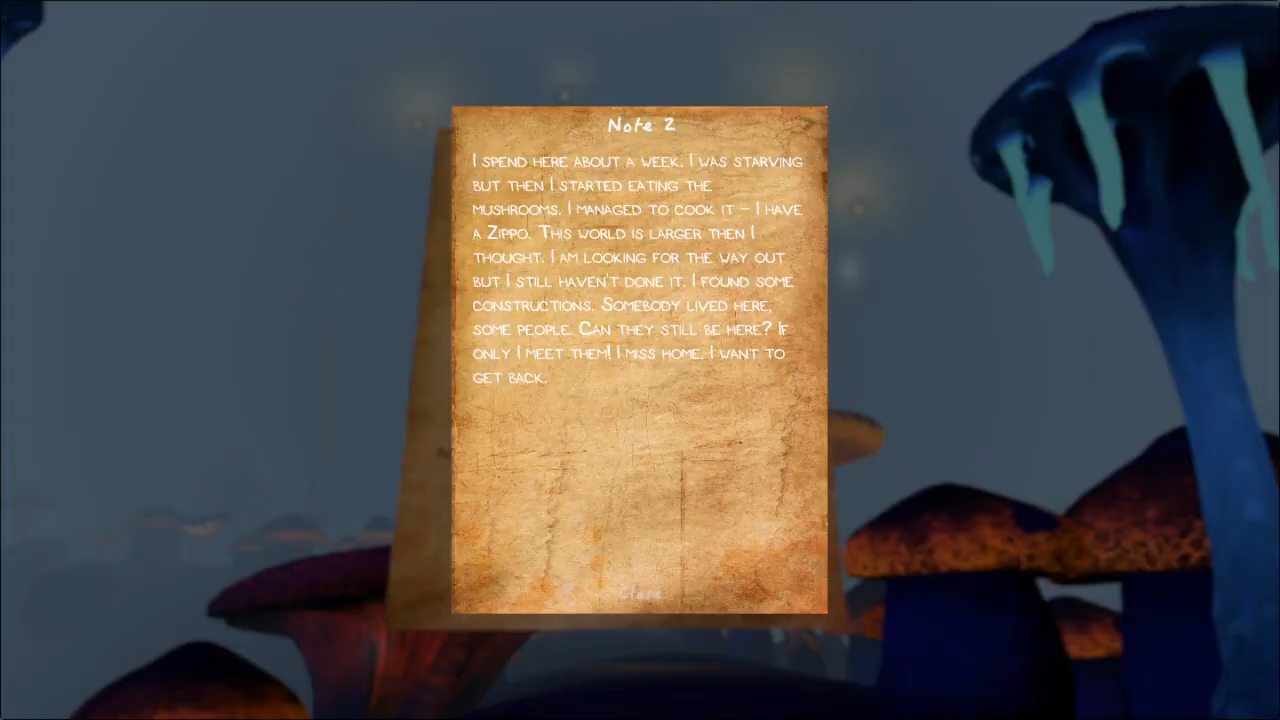 Note 2
I spend here about a week. I was starving
but then I started eating the
mushrooms. I managed to cook it – I have
a Zippo. This world is larger then I
thought. I am looking for the way out
but I still haven't done it. I found some
constructions. Somebody lived here,
some people. Can they still be here? If
only I meet them! I miss home. I want to
get back.
Close